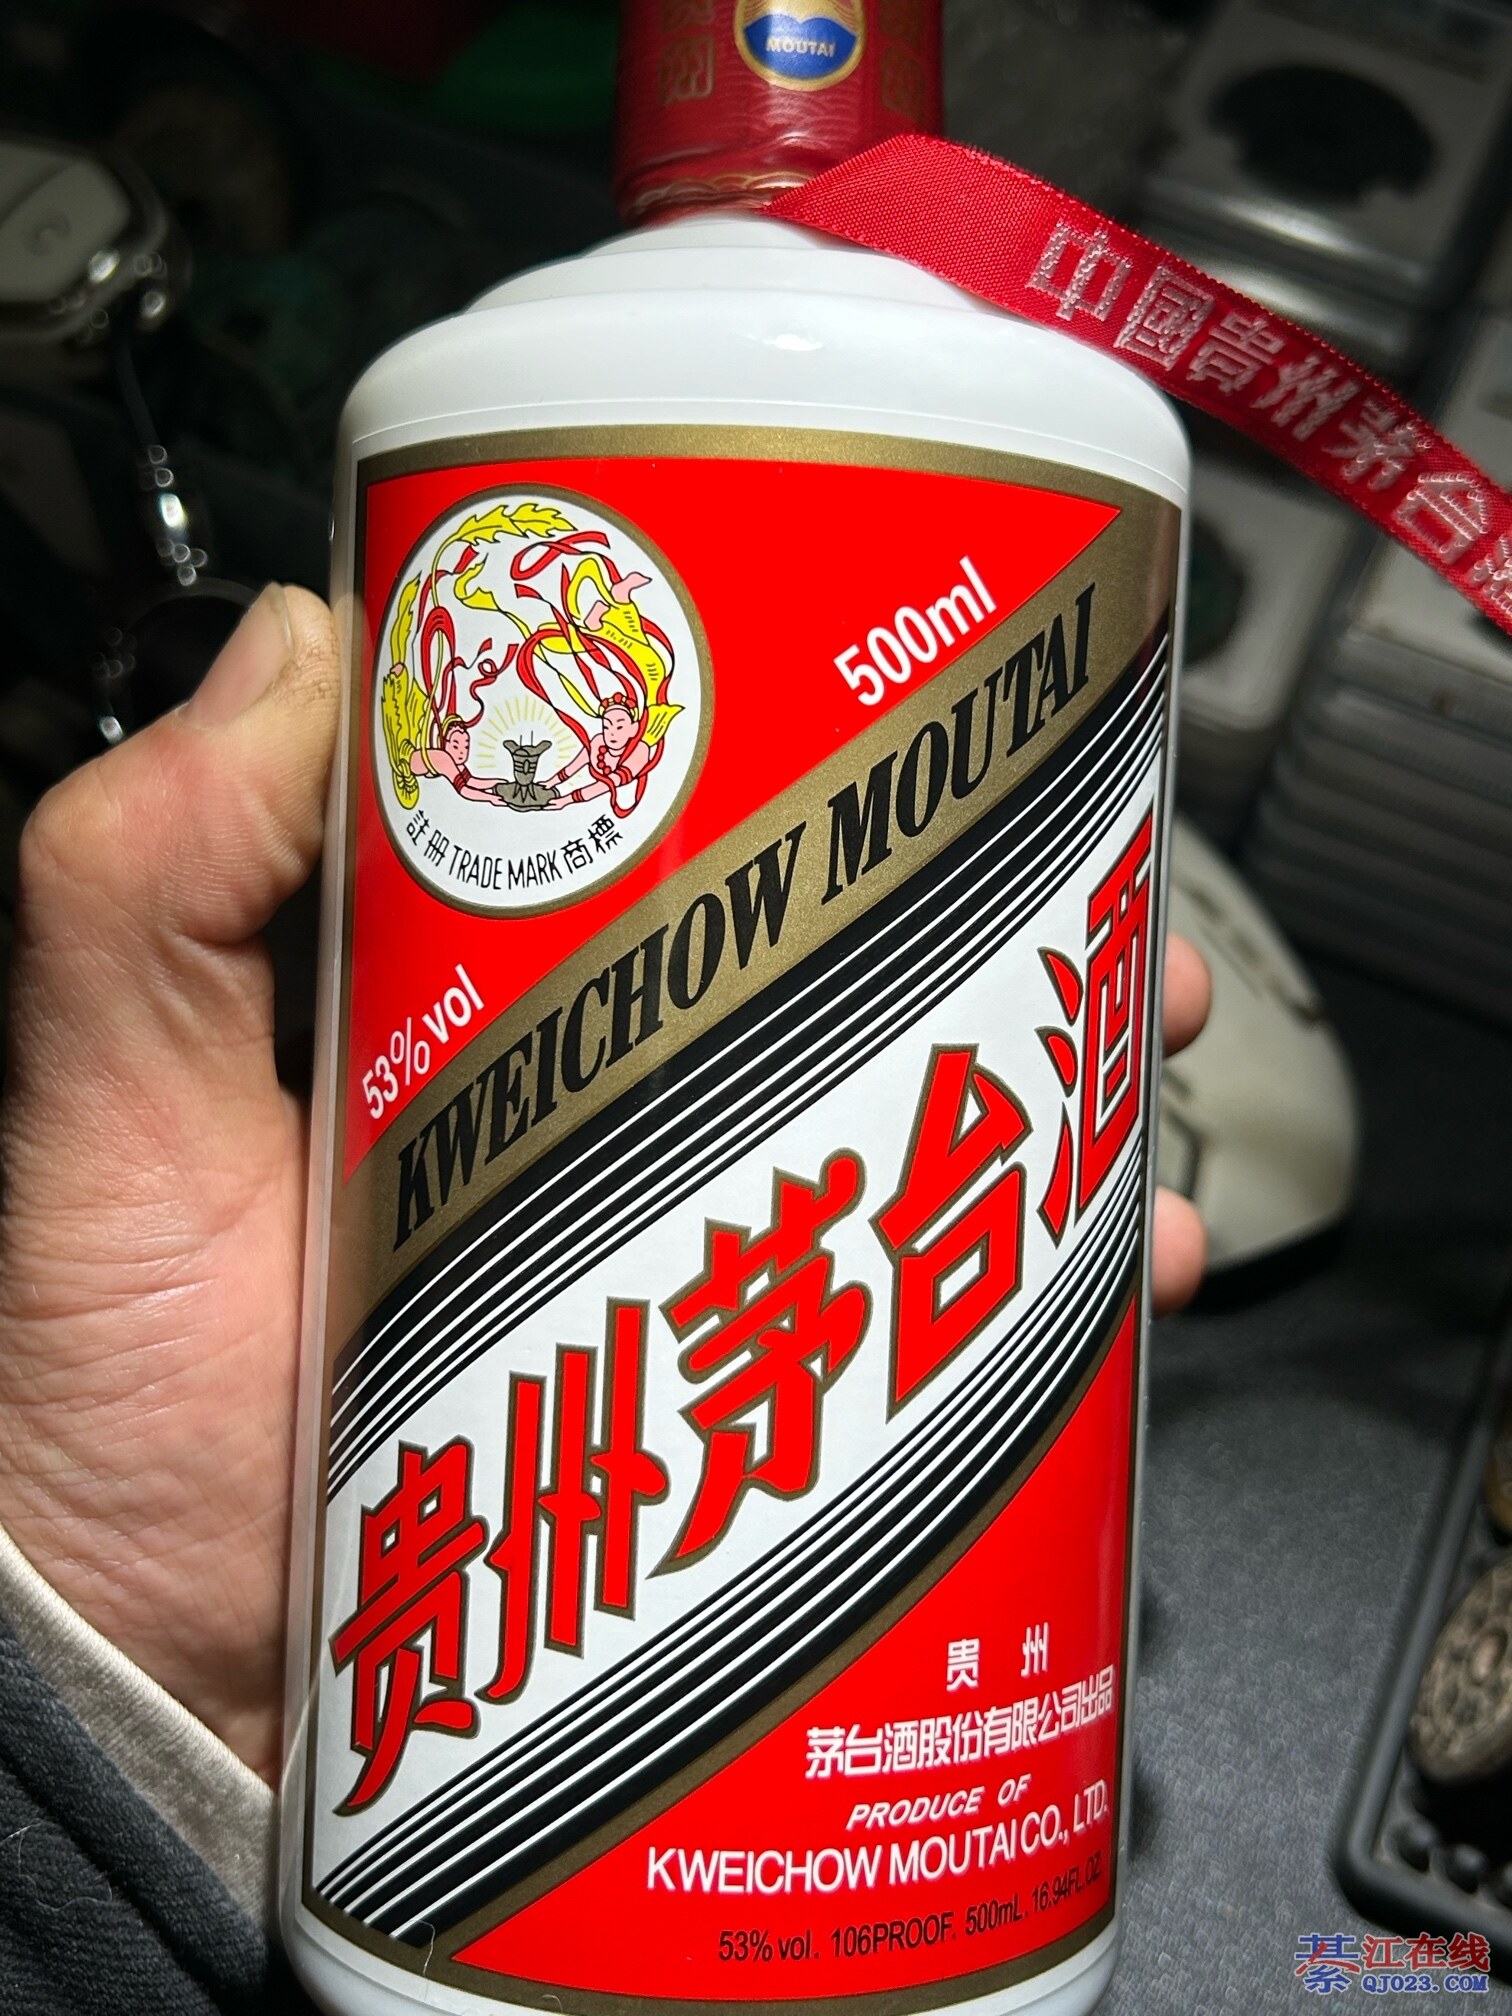 MOUTAI
中國貴州茅台酒
500ml
註冊 TRADE MARK 商標
53%vol
KWEICHOW MOUTAI
贵州茅台酒
贵州
茅台酒股份有限公司出品
PRODUCE OF
KWEICHOW MOUTAI CO., LTD.
53% vol. 106PROOF. 500mL. 16.94FL.OZ.
綦江在线
QJ023.COM